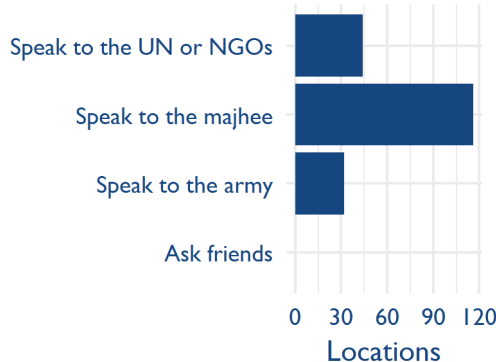 Speak to the UN or NGOs
Speak to the majhee
Speak to the army
Ask friends
0 30 60 90 120
Locations